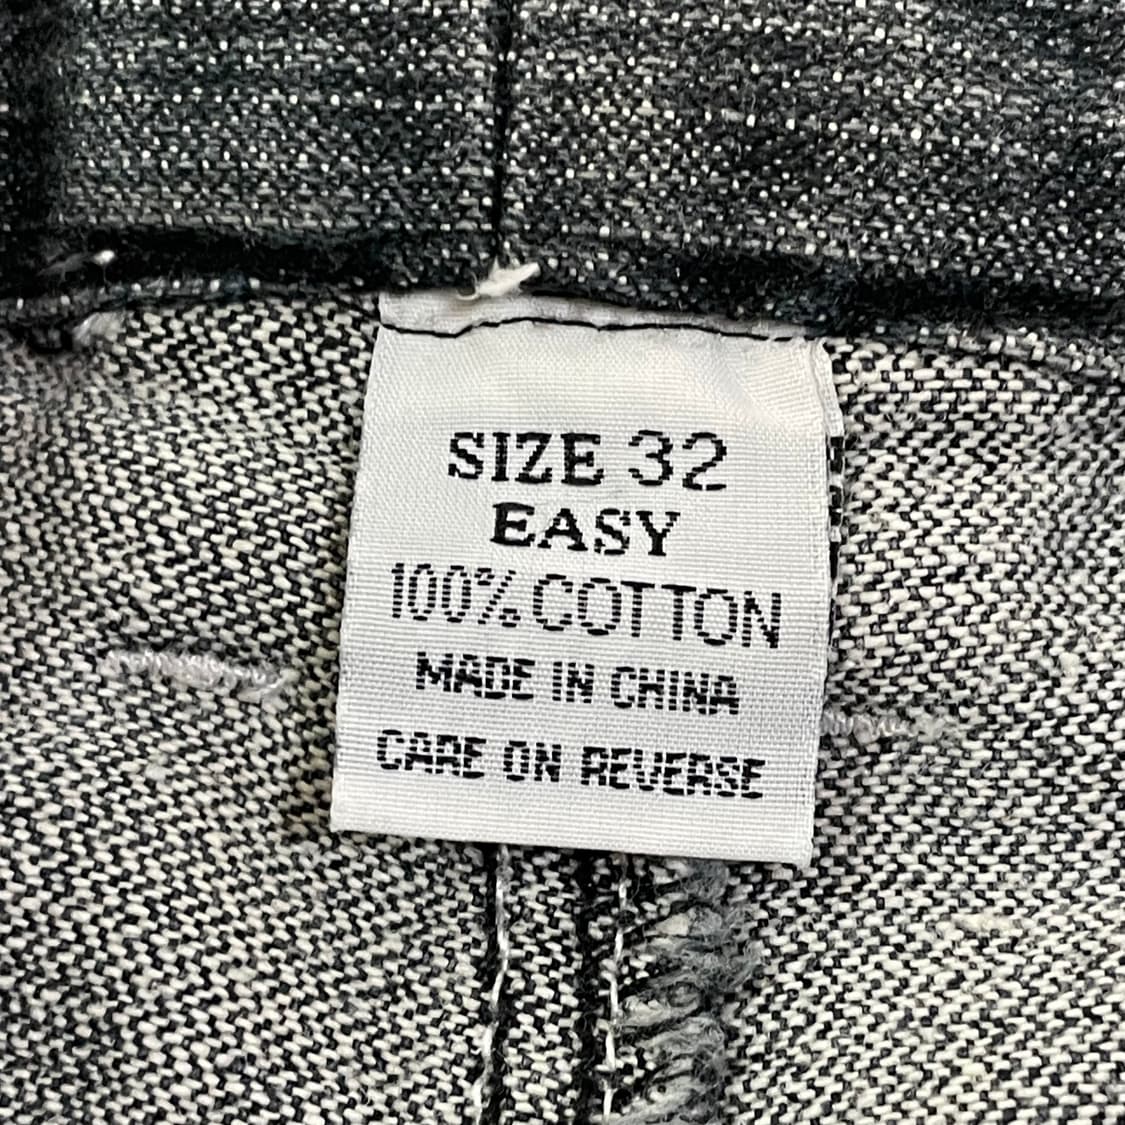 SIZE 32
EASY
100% COTTON
MADE IN CHINA
CARE ON REVERSE